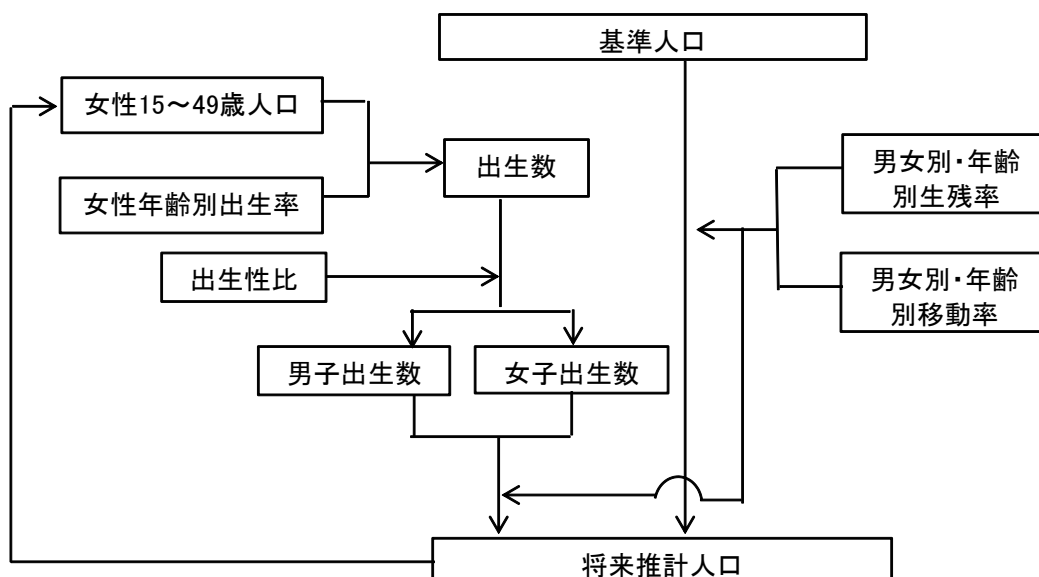 基準人口
女性15～49歳人口
出生数
男女別・年齢
別生残率
女性年齢別出生率
出生性比
男女別・年齢
別移動率
男子出生数
女子出生数
将来推計人口